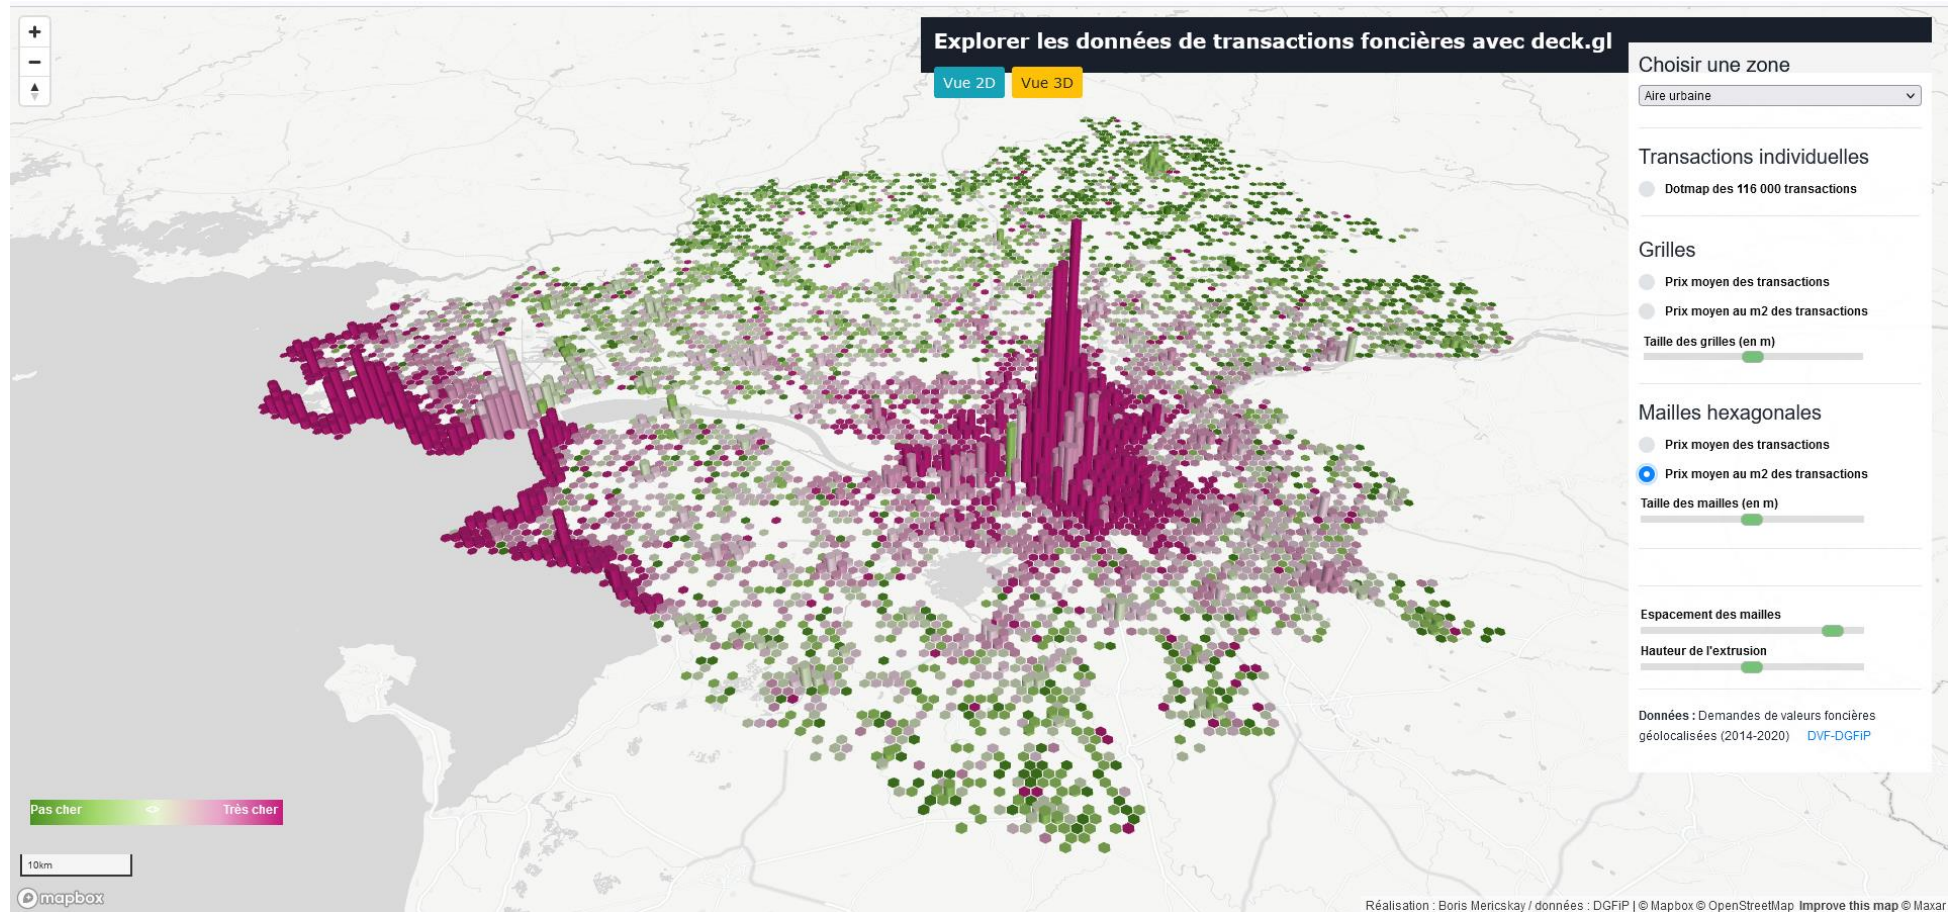 Explorer les données de transactions foncières avec deck.gl
Vue 2D Vue 3D
Choisir une zone
Aire urbaine
Transactions individuelles
Dotmap des 116 000 transactions
Grilles
Prix moyen des transactions
Prix moyen au m2 des transactions
Taille des grilles (en m)
Mailles hexagonales
Prix moyen des transactions
Prix moyen au m2 des transactions
Taille des mailles (en m)
Espacement des mailles
Hauteur de l'extrusion
Données : Demandes de valeurs foncières
géolocalisées (2014-2020) DVF-DGFiP
Pas cher <> Très cher
10km
mapbox
Réalisation : Boris Mericskay / données : DGFiP | © Mapbox © OpenStreetMap Improve this map © Maxar